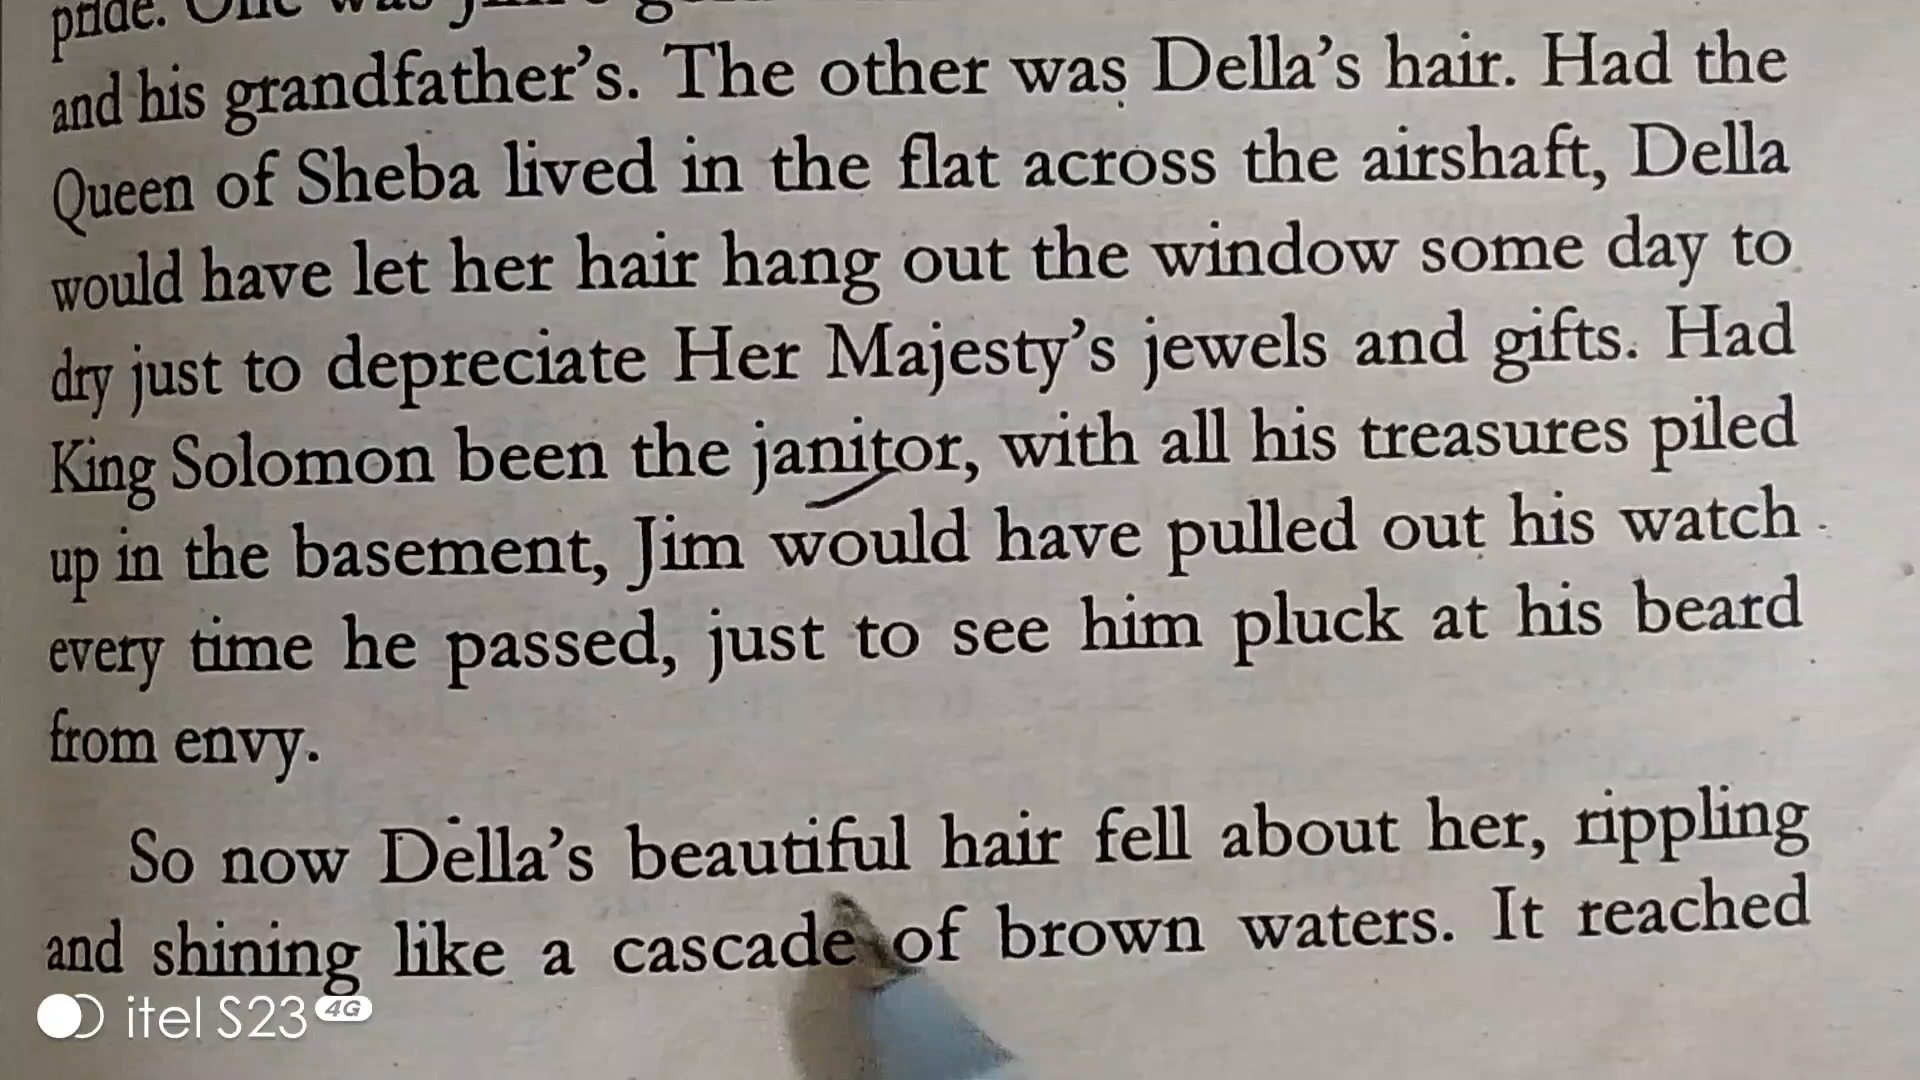 pride. One was
and his grandfather's. The other was Della's hair. Had the
Queen of Sheba lived in the flat across the airshaft, Della
would have let her hair hang out the window some day to
dry just to depreciate Her Majesty's jewels and gifts. Had
King Solomon been the janitor, with all his treasures piled
up in the basement, Jim would have pulled out his watch
every time he passed, just to see him pluck at his beard
from envy.
So now Della's beautiful hair fell about her, rippling
and shining like a cascade of brown waters. It reached
itel S23 4G